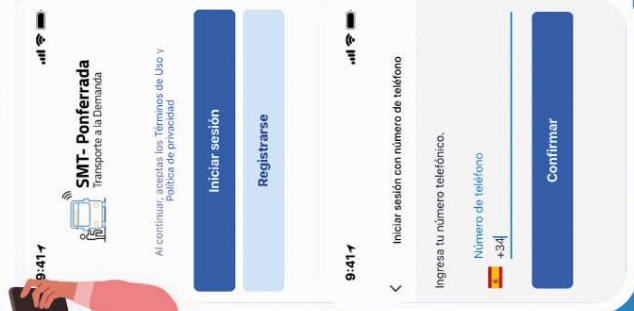 9:41
SMT- Ponferrada
Transporte a la Demanda
Al continuar, aceptas los Términos de Uso y
Política de privacidad
Iniciar sesión
Registrarse
9:41
Iniciar sesión con número de teléfono
Ingresa tu número telefónico.
Número de teléfono
+34
Confirmar